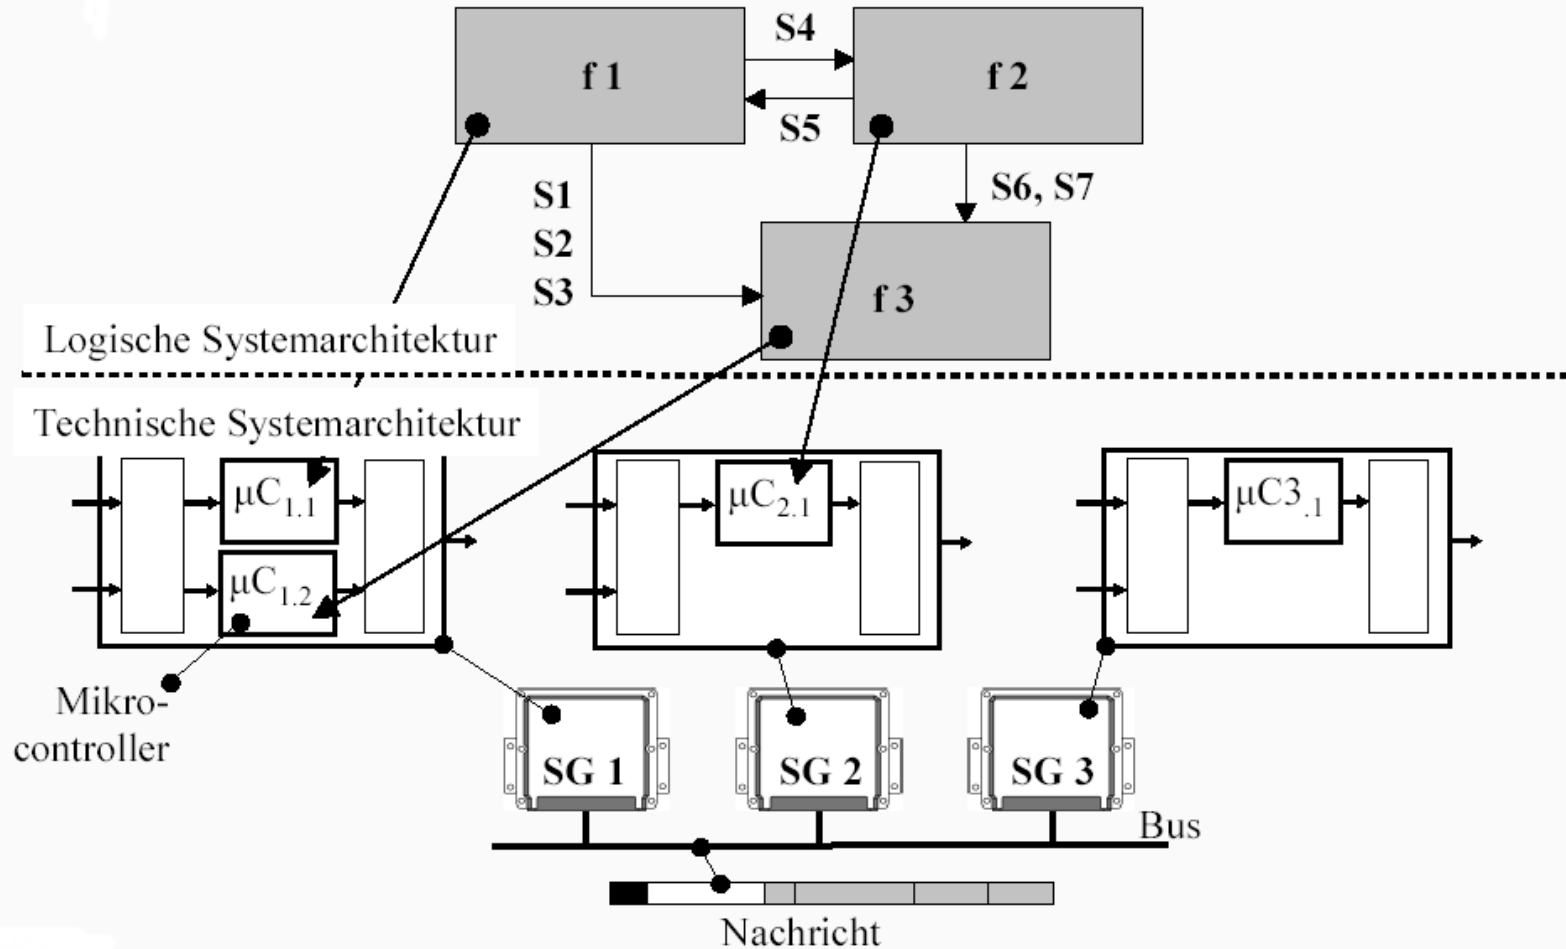 S4
f 1
f 2
S5
S1
S6, S7
S2
S3
f 3
Logische Systemarchitektur
Technische Systemarchitektur
μC1.1
μC2.1
μC3.1
μC1.2
Mikro-
controller
SG 1
SG 2
SG 3
Bus
Nachricht